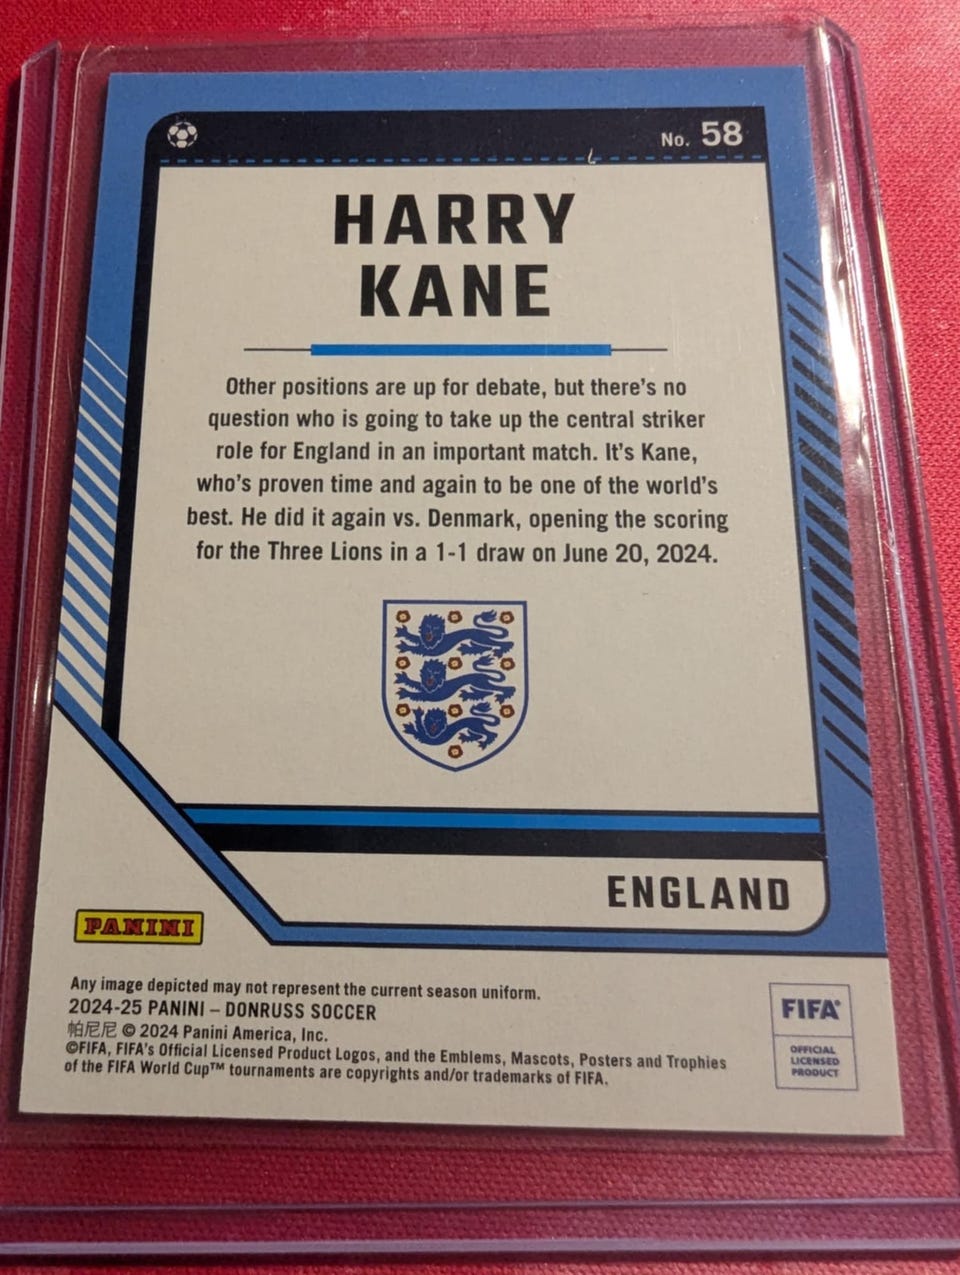 No. 58
HARRY
KANE
Other positions are up for debate, but there's no
question who is going to take up the central striker
role for England in an important match. It's Kane,
who's proven time and again to be one of the world's
best. He did it again vs. Denmark, opening the scoring
for the Three Lions in a 1-1 draw on June 20, 2024.
ENGLAND
PANINI
Any image depicted may not represent the current season uniform.
2024-25 PANINI – DONRUSS SOCCER
帕尼尼 © 2024 Panini America, Inc.
©FIFA, FIFA's Official Licensed Product Logos, and the Emblems, Mascots, Posters and Trophies
of the FIFA World Cup™ tournaments are copyrights and/or trademarks of FIFA.
FIFA®
OFFICIAL
LICENSED
PRODUCT